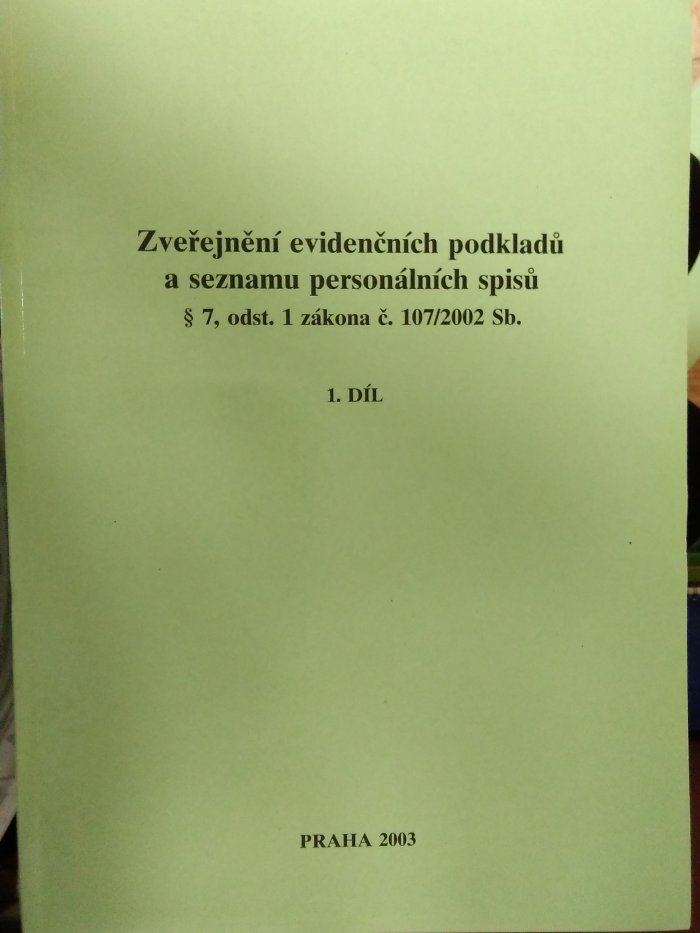 Zveřejnění evidenčních podkladů
a seznamu personálních spisů
§ 7, odst. 1 zákona č. 107/2002 Sb.
1. DÍL
PRAHA 2003